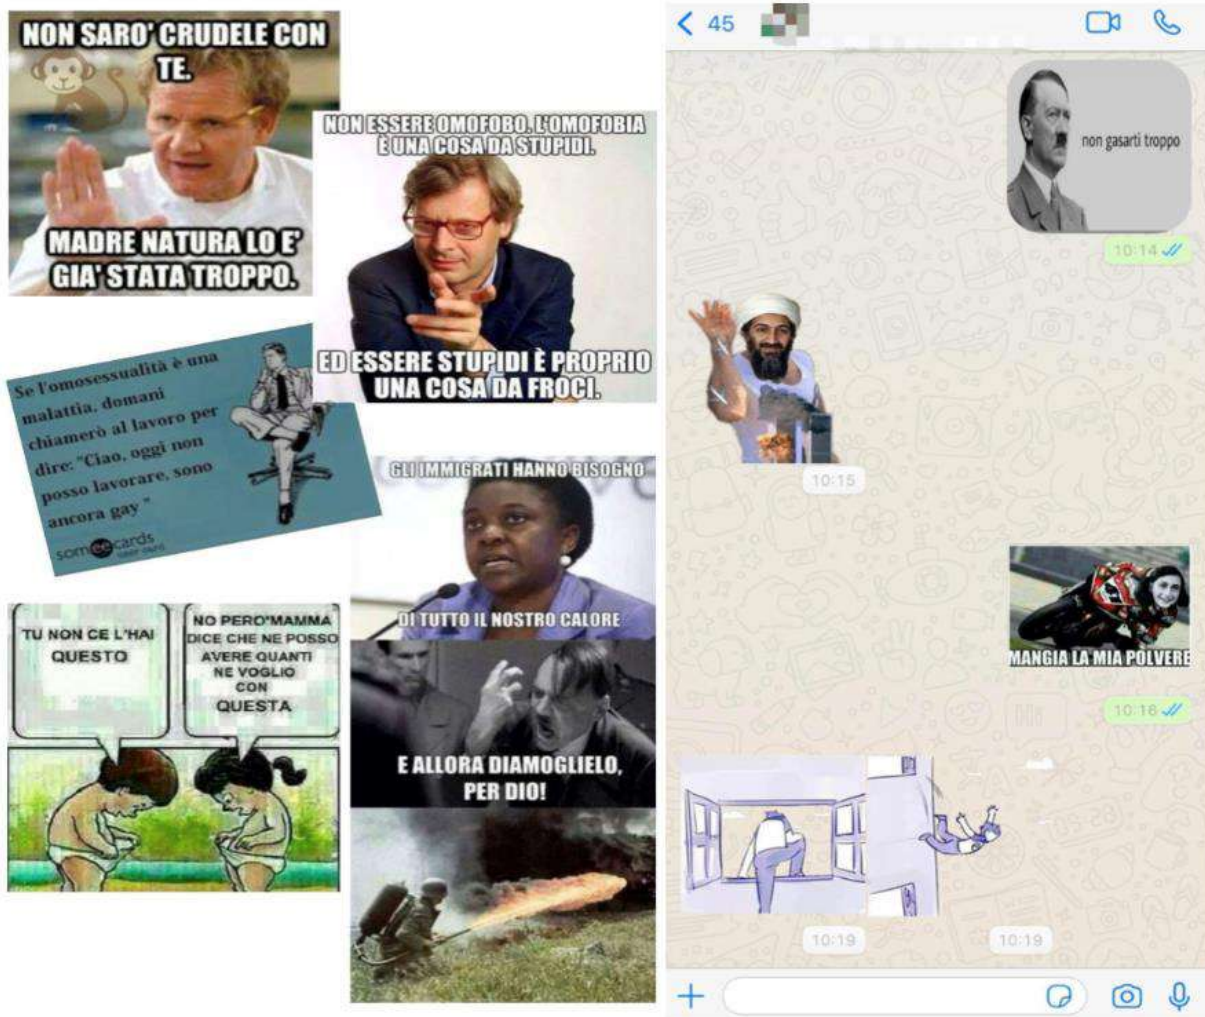 NON SARO' CRUDELE CON
TE.
MADRE NATURA LO E'
GIA' STATA TROPPO.
NON ESSERE OMOFOBO. L'OMOFOBIA
È UNA COSA DA STUPIDI.
ED ESSERE STUPIDI È PROPRIO
UNA COSA DA FROCI.
Se l'omosessualità è una
malattia, domani
chiamerò al lavoro per
dire: "Ciao, oggi non
posso lavorare, sono
ancora gay "
someecards
user card
GLI IMMIGRATI HANNO BISOGNO
DI TUTTO IL NOSTRO CALORE
E ALLORA DIAMOGLIELO,
PER DIO!
TU NON CE L'HAI
QUESTO
NO PERO'MAMMA
DICE CHE NE POSSO
AVERE QUANTI
NE VOGLIO
CON
QUESTA
45
non gasarti troppo
10:14
10:15
MANGIA LA MIA POLVERE
10:16
10:19
10:19